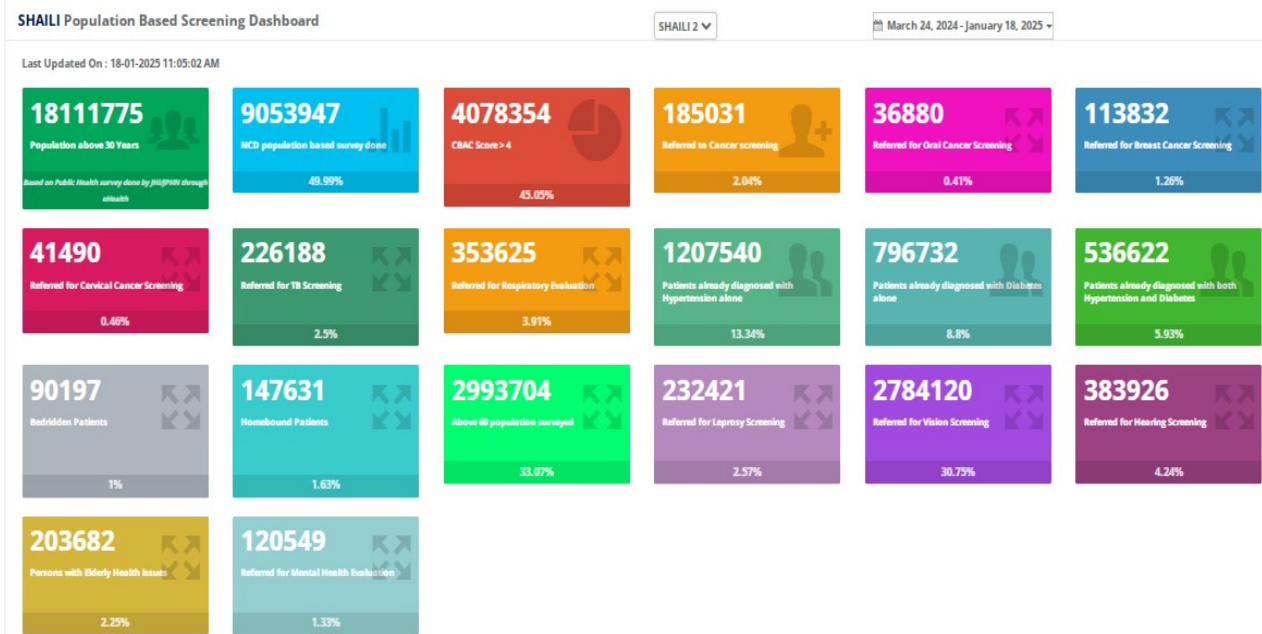 SHAILI Population Based Screening Dashboard
SHAILI 2
March 24, 2024 - January 18, 2025
Last Updated On : 18-01-2025 11:05:02 AM
18111775
Population above 30 Years
Based on Public Health survey done by JHI/JPHN through
eHealth
9053947
NCD population based survey done
49.99%
4078354
CBAC Score > 4
45.05%
185031
Referred to Cancer screening
2.04%
36880
Referred for Oral Cancer Screening
0.41%
113832
Referred for Breast Cancer Screening
1.26%
41490
Referred for Cervical Cancer Screening
0.46%
226188
Referred for TB Screening
2.5%
353625
Referred for Respiratory Evaluation
3.91%
1207540
Patients already diagnosed with
Hypertension alone
13.34%
796732
Patients already diagnosed with Diabetes
alone
8.8%
536622
Patients already diagnosed with both
Hypertension and Diabetes
5.93%
90197
Bedridden Patients
1%
147631
Homebound Patients
1.63%
2993704
Above 60 population surveyed
33.07%
232421
Referred for Leprosy Screening
2.57%
2784120
Referred for Vision Screening
30.75%
383926
Referred for Hearing Screening
4.24%
203682
Persons with Elderly Health Issues
2.25%
120549
Referred for Mental Health Evaluation
1.33%